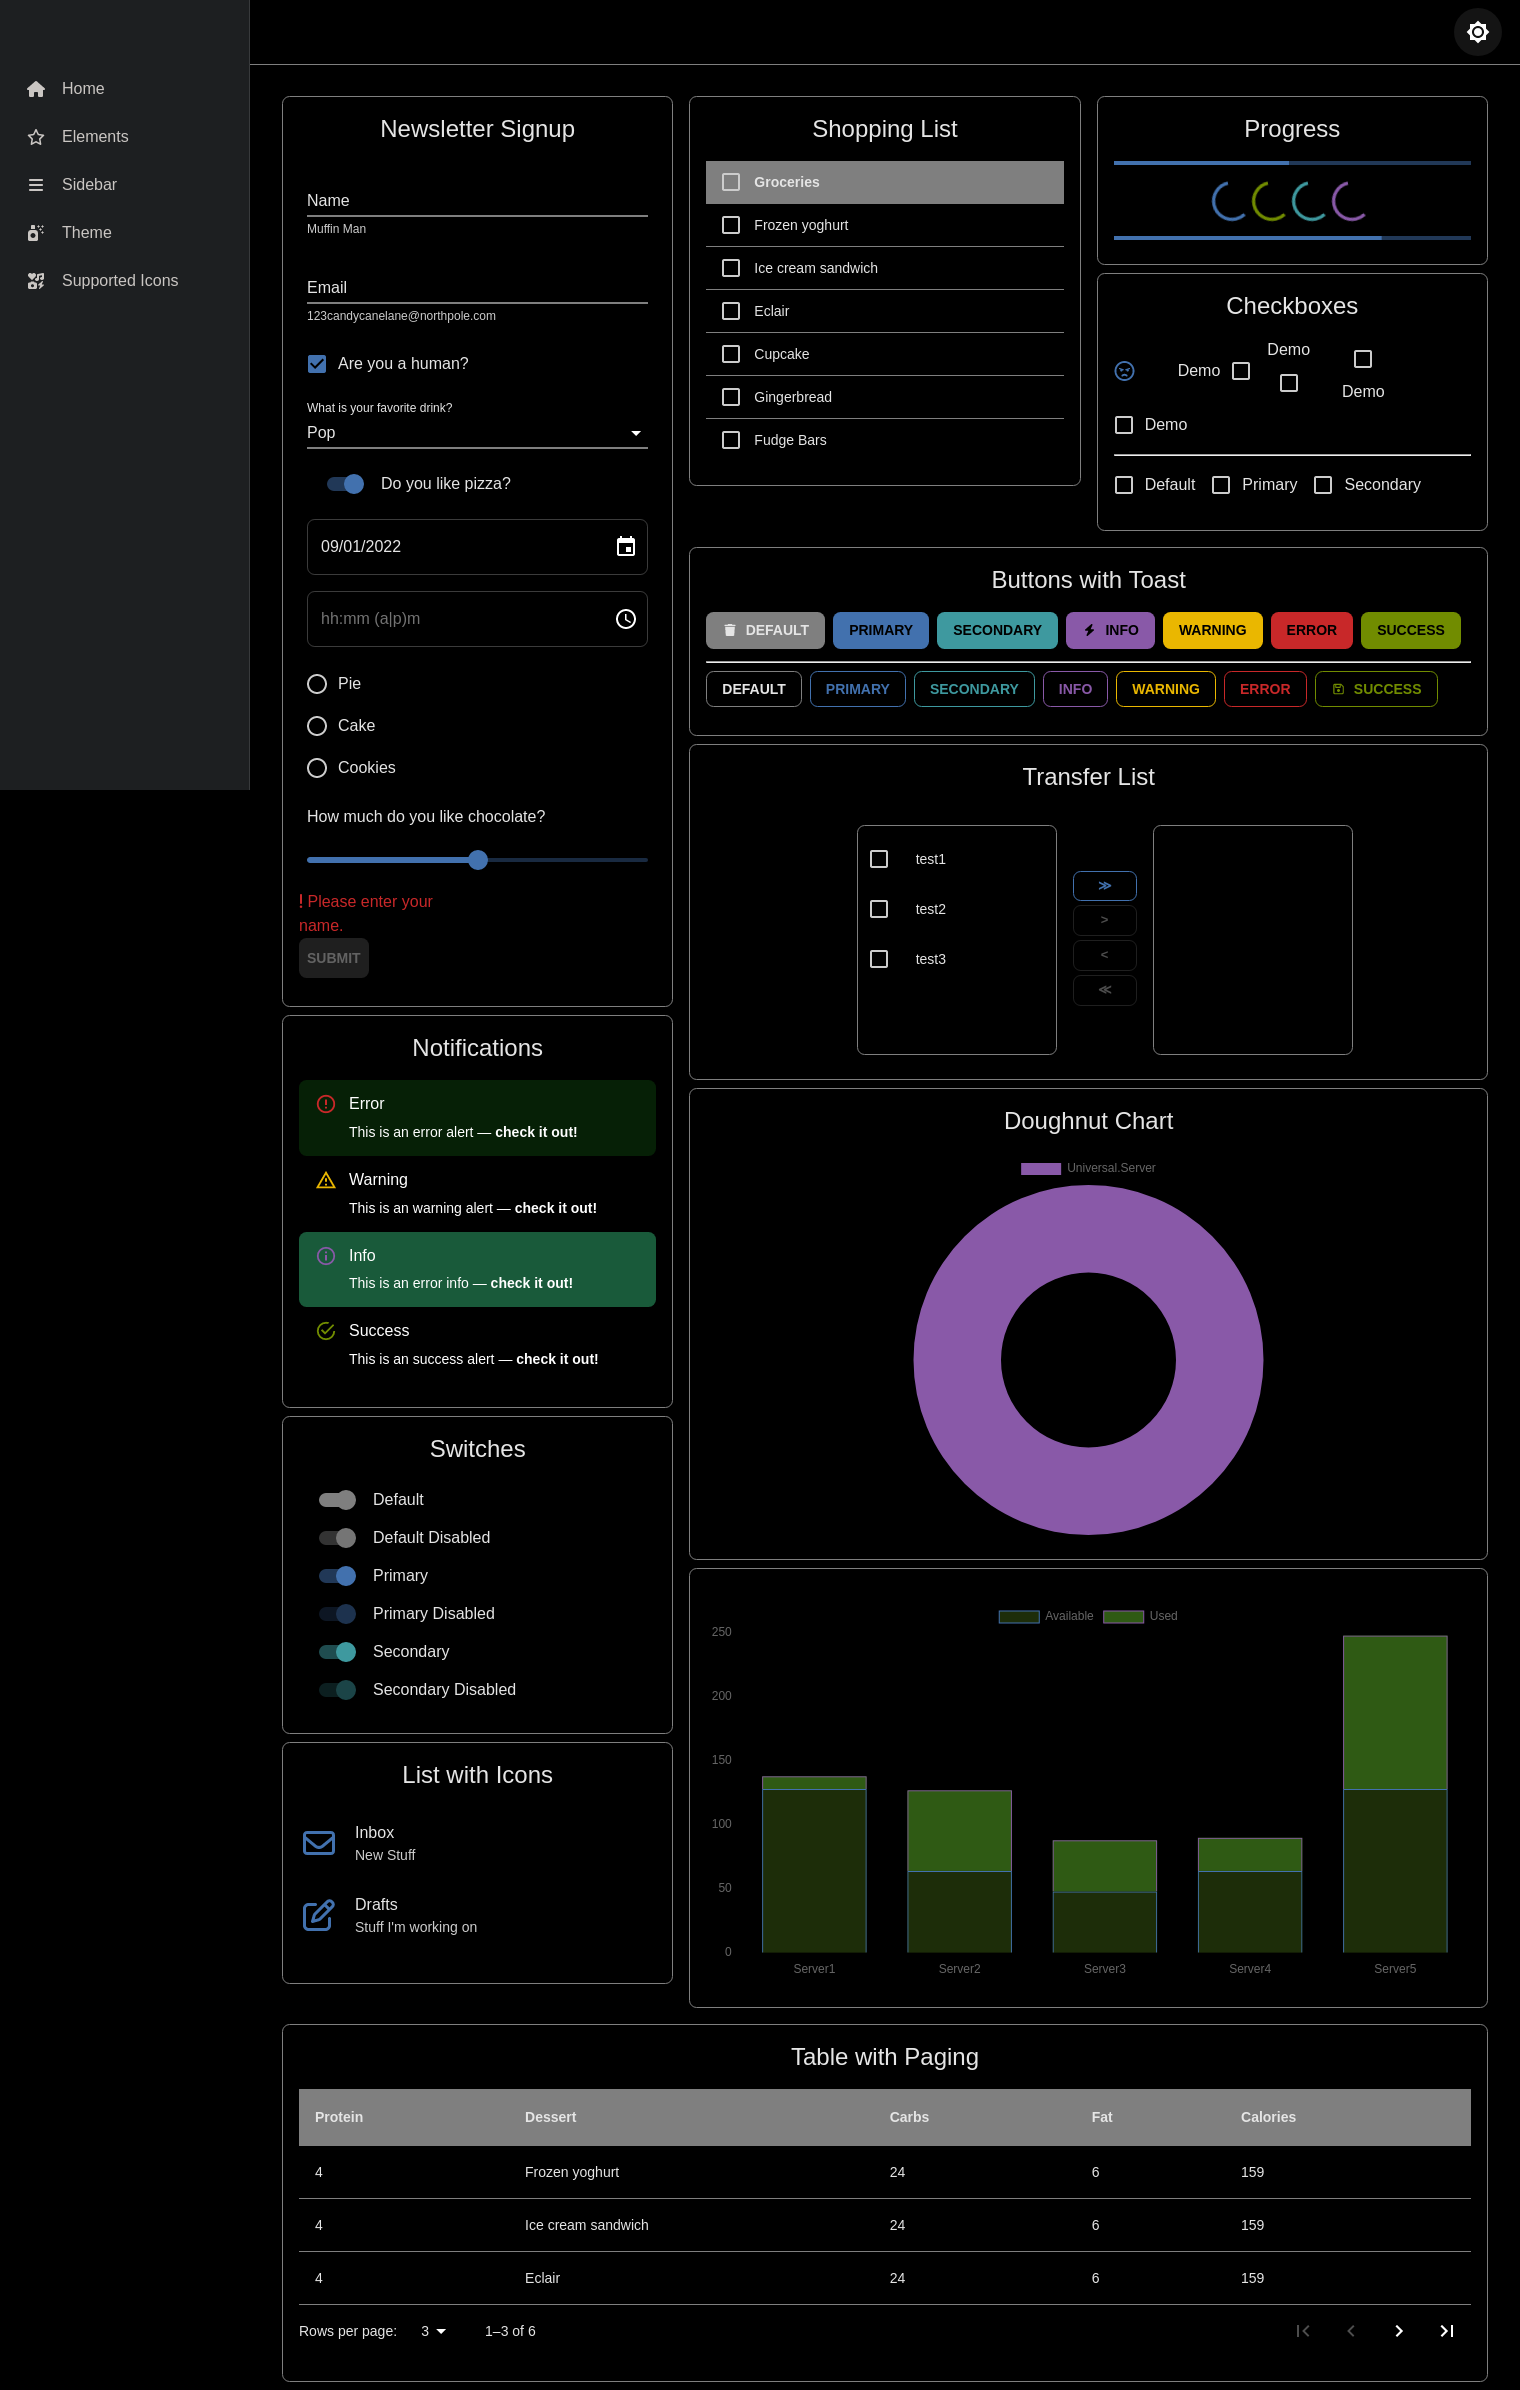 Home
Elements
Sidebar
Theme
Supported Icons
Newsletter Signup
Name
Muffin Man
Email
123candycanelane@northpole.com
Are you a human?
What is your favorite drink?
Pop
Do you like pizza?
09/01/2022
hh:mm (a|p)m
Pie
Cake
Cookies
How much do you like chocolate?
! Please enter your
name.
SUBMIT
Notifications
Error
This is an error alert — check it out!
Warning
This is an warning alert — check it out!
Info
This is an error info — check it out!
Success
This is an success alert — check it out!
Switches
Default
Default Disabled
Primary
Primary Disabled
Secondary
Secondary Disabled
List with Icons
Inbox
New Stuff
Drafts
Stuff I'm working on
Shopping List
Groceries
Frozen yoghurt
Ice cream sandwich
Eclair
Cupcake
Gingerbread
Fudge Bars
Progress
Checkboxes
Demo
Demo
Demo
Demo
Default Primary Secondary
Buttons with Toast
DEFAULT PRIMARY SECONDARY INFO WARNING ERROR SUCCESS
DEFAULT PRIMARY SECONDARY INFO WARNING ERROR SUCCESS
Transfer List
test1
test2
test3
≫
>
<
≪
Doughnut Chart
Universal.Server
Available Used
250
200
150
100
50
0
Server1 Server2 Server3 Server4 Server5
Table with Paging
Protein Dessert Carbs Fat Calories
4 Frozen yoghurt 24 6 159
4 Ice cream sandwich 24 6 159
4 Eclair 24 6 159
Rows per page: 3 1–3 of 6